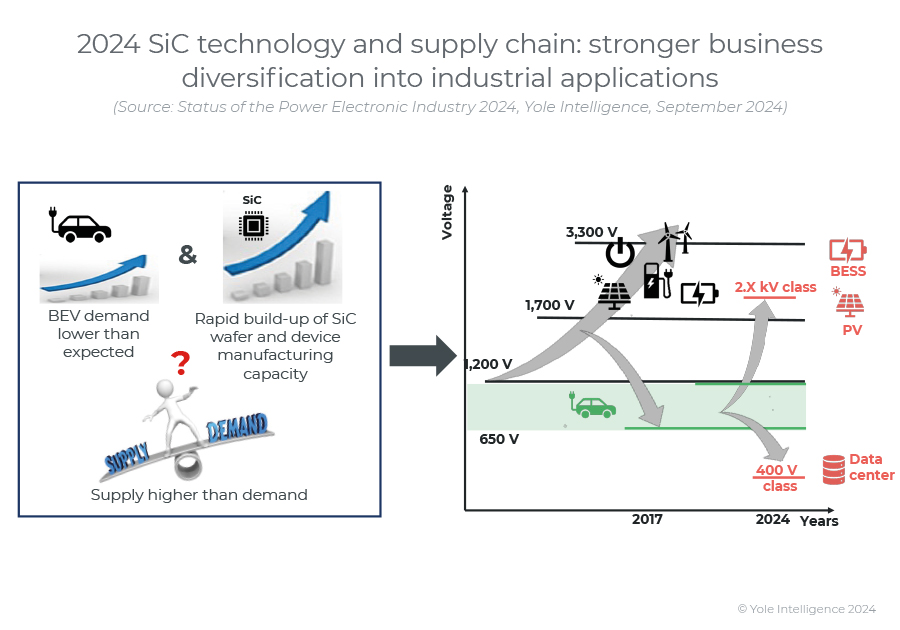 2024 SiC technology and supply chain: stronger business
diversification into industrial applications
(Source: Status of the Power Electronic Industry 2024, Yole Intelligence, September 2024)
SiC
&
BEV demand
lower than
expected
Rapid build-up of SiC
wafer and device
manufacturing
capacity
?
SUPPLY
DEMAND
Supply higher than demand
Voltage
3,300 V
1,700 V
1,200 V
650 V
2.X kV class
BESS
PV
400 V
class
Data
center
2017
2024
Years
© Yole Intelligence 2024